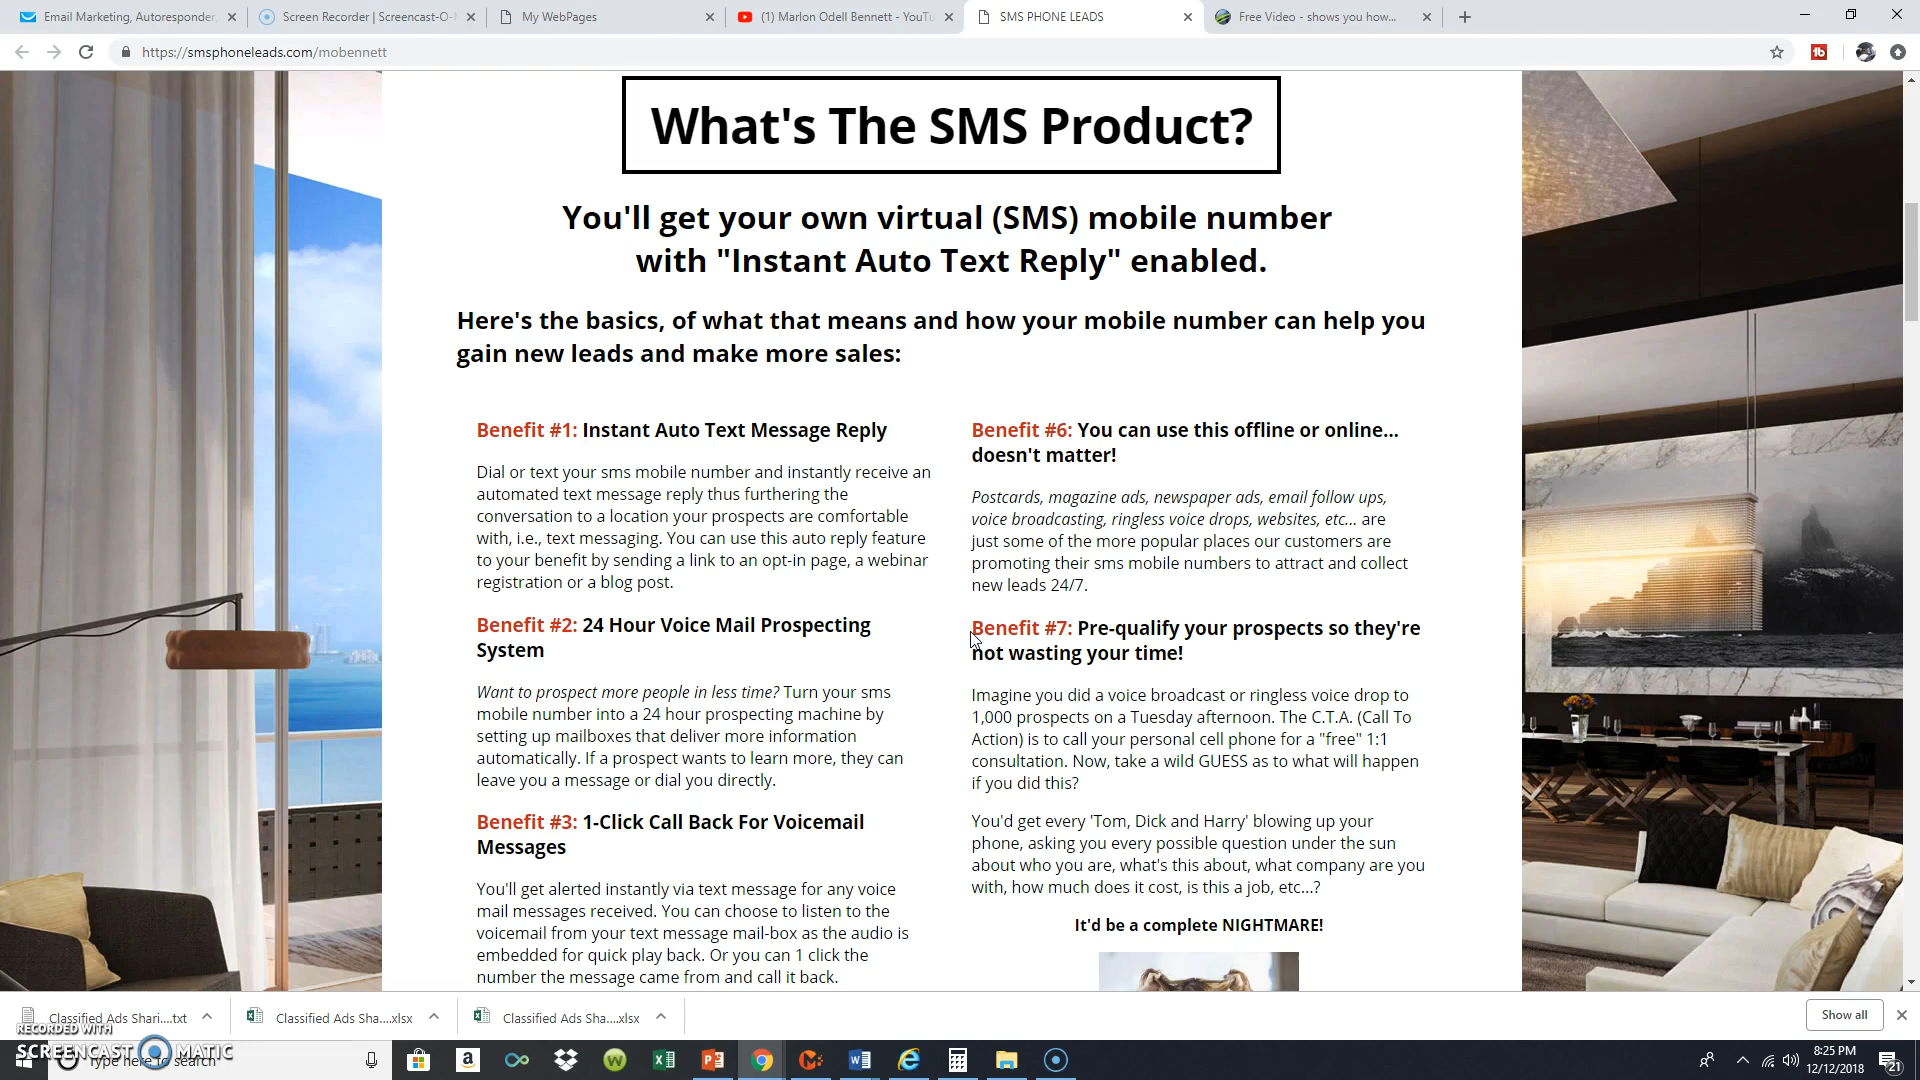 Email Marketing, Autoresponder,
Screen Recorder | Screencast-O-
My WebPages
(1) Marlon Odell Bennett - YouTu
SMS PHONE LEADS
Free Video - shows you how...
https://smsphoneleads.com/mobennett
What's The SMS Product?
You'll get your own virtual (SMS) mobile number
with "Instant Auto Text Reply" enabled.
Here's the basics, of what that means and how your mobile number can help you
gain new leads and make more sales:
Benefit #1: Instant Auto Text Message Reply
Dial or text your sms mobile number and instantly receive an
automated text message reply thus furthering the
conversation to a location your prospects are comfortable
with, i.e., text messaging. You can use this auto reply feature
to your benefit by sending a link to an opt-in page, a webinar
registration or a blog post.
Benefit #2: 24 Hour Voice Mail Prospecting
System
Want to prospect more people in less time? Turn your sms
mobile number into a 24 hour prospecting machine by
setting up mailboxes that deliver more information
automatically. If a prospect wants to learn more, they can
leave you a message or dial you directly.
Benefit #3: 1-Click Call Back For Voicemail
Messages
You'll get alerted instantly via text message for any voice
mail messages received. You can choose to listen to the
voicemail from your text message mail-box as the audio is
embedded for quick play back. Or you can 1 click the
number the message came from and call it back.
Benefit #6: You can use this offline or online...
doesn't matter!
Postcards, magazine ads, newspaper ads, email follow ups,
voice broadcasting, ringless voice drops, websites, etc... are
just some of the more popular places our customers are
promoting their sms mobile numbers to attract and collect
new leads 24/7.
Benefit #7: Pre-qualify your prospects so they're
not wasting your time!
Imagine you did a voice broadcast or ringless voice drop to
1,000 prospects on a Tuesday afternoon. The C.T.A. (Call To
Action) is to call your personal cell phone for a "free" 1:1
consultation. Now, take a wild GUESS as to what will happen
if you did this?
You'd get every 'Tom, Dick and Harry' blowing up your
phone, asking you every possible question under the sun
about who you are, what's this about, what company are you
with, how much does it cost, is this a job, etc...?
It'd be a complete NIGHTMARE!
Classified Ads Shari....txt
Classified Ads Sha....xlsx
Classified Ads Sha....xlsx
Show all
RECORDED WITH
SCREENCAST MATIC
Type here to search
8:25 PM
12/12/2018
21